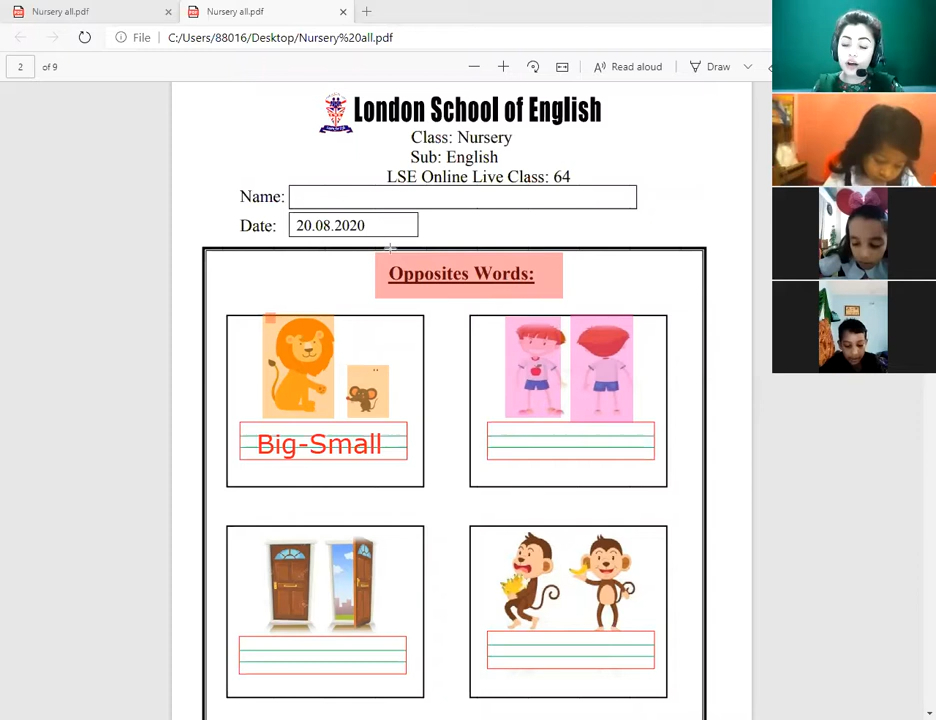 Nursery all.pdf
Nursery all.pdf
File
C:/Users/88016/Desktop/Nursery%20all.pdf
2 of 9
Read aloud
Draw
London School of English
Class: Nursery
Sub: English
LSE Online Live Class: 64
Name:
Date: 20.08.2020
Opposites Words:
Big-Small